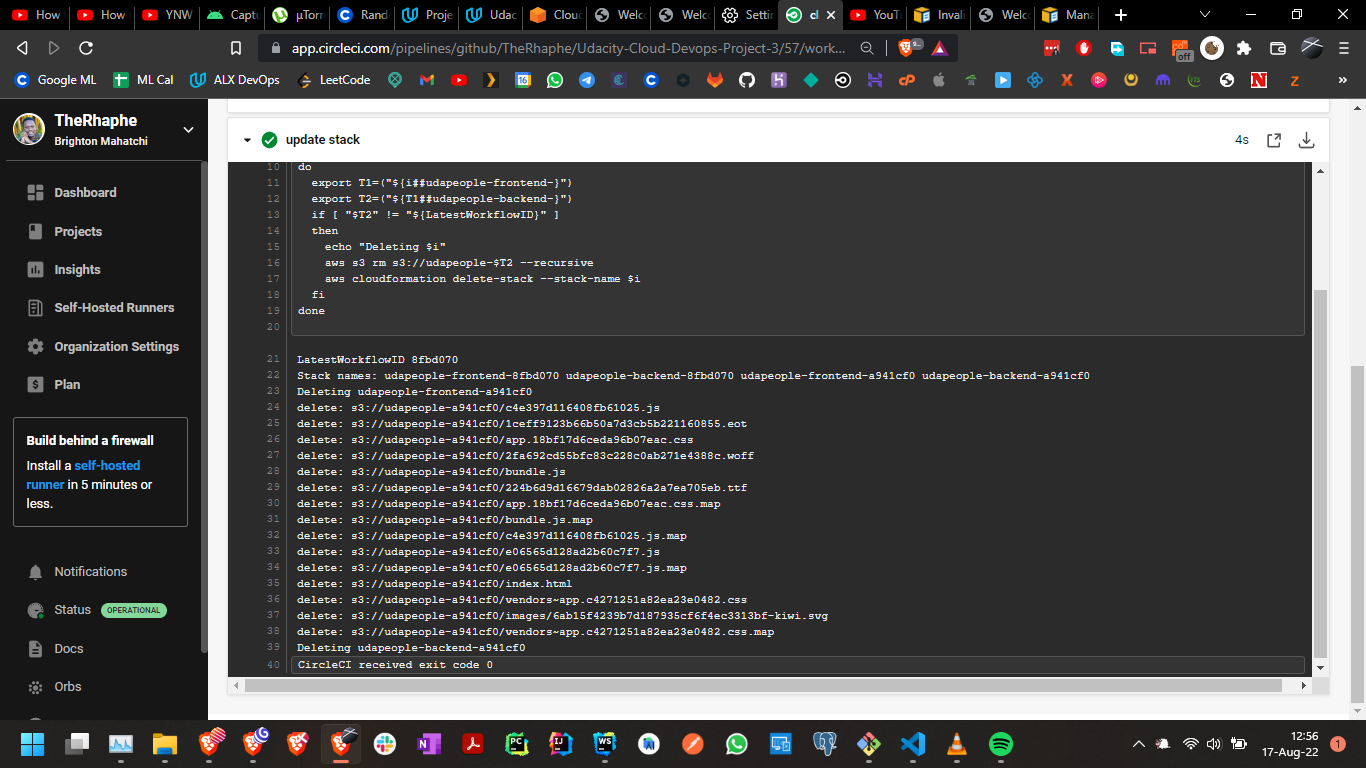 How
How
YNW
Captu
µTorr
Rand
Proje
Udac
Cloud
Welco
Welco
Settin
cl
YouTu
Invali
Welco
Mana
app.circleci.com/pipelines/github/TheRhaphe/Udacity-Cloud-Devops-Project-3/57/work...
9+
off
Google ML
ML Cal
ALX DevOps
LeetCode
16
TheRhaphe
Brighton Mahatchi
Dashboard
Projects
Insights
Self-Hosted Runners
Organization Settings
Plan
Build behind a firewall
Install a self-hosted
runner in 5 minutes or
less.
Notifications
Status OPERATIONAL
Docs
Orbs
update stack
4s
10 do
11 export T1=("${i##udapeople-frontend-}")
12 export T2=("${T1##udapeople-backend-}")
13 if [ "$T2" != "${LatestWorkflowID}" ]
14 then
15 echo "Deleting $i"
16 aws s3 rm s3://udapeople-$T2 --recursive
17 aws cloudformation delete-stack --stack-name $i
18 fi
19 done
20
21 LatestWorkflowID 8fbd070
22 Stack names: udapeople-frontend-8fbd070 udapeople-backend-8fbd070 udapeople-frontend-a941cf0 udapeople-backend-a941cf0
23 Deleting udapeople-frontend-a941cf0
24 delete: s3://udapeople-a941cf0/c4e397d116408fb61025.js
25 delete: s3://udapeople-a941cf0/1ceff9123b66b50a7d3cb5b221160855.eot
26 delete: s3://udapeople-a941cf0/app.18bf17d6ceda96b07eac.css
27 delete: s3://udapeople-a941cf0/2fa692cd55bfc83c228c0ab271e4388c.woff
28 delete: s3://udapeople-a941cf0/bundle.js
29 delete: s3://udapeople-a941cf0/224b6d9d16679dab02826a2a7ea705eb.ttf
30 delete: s3://udapeople-a941cf0/app.18bf17d6ceda96b07eac.css.map
31 delete: s3://udapeople-a941cf0/bundle.js.map
32 delete: s3://udapeople-a941cf0/c4e397d116408fb61025.js.map
33 delete: s3://udapeople-a941cf0/e06565d128ad2b60c7f7.js
34 delete: s3://udapeople-a941cf0/e06565d128ad2b60c7f7.js.map
35 delete: s3://udapeople-a941cf0/index.html
36 delete: s3://udapeople-a941cf0/vendors~app.c4271251a82ea23e0482.css
37 delete: s3://udapeople-a941cf0/images/6ab15f4239b7d187935cf6f4ec3313bf-kiwi.svg
38 delete: s3://udapeople-a941cf0/vendors~app.c4271251a82ea23e0482.css.map
39 Deleting udapeople-backend-a941cf0
40 CircleCI received exit code 0
12:56
17-Aug-22
1